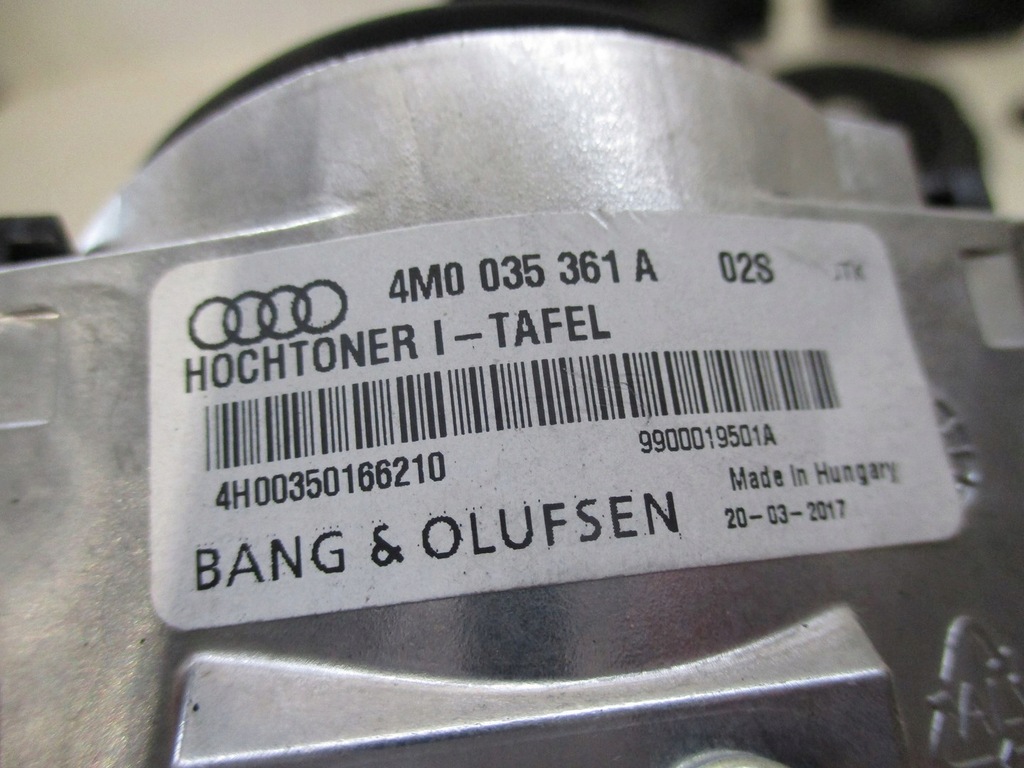 4M0 035 361 A 02S
HOCHTONER I-TAFEL
4H00350166210
9900019501A
Made In Hungary
20-03-2017
BANG & OLUFSEN